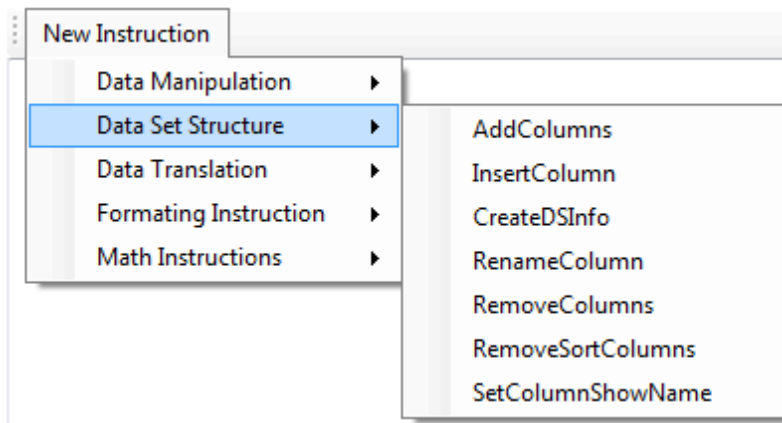 New Instruction
Data Manipulation
Data Set Structure
Data Translation
Formating Instruction
Math Instructions
AddColumns
InsertColumn
CreateDSInfo
RenameColumn
RemoveColumns
RemoveSortColumns
SetColumnShowName